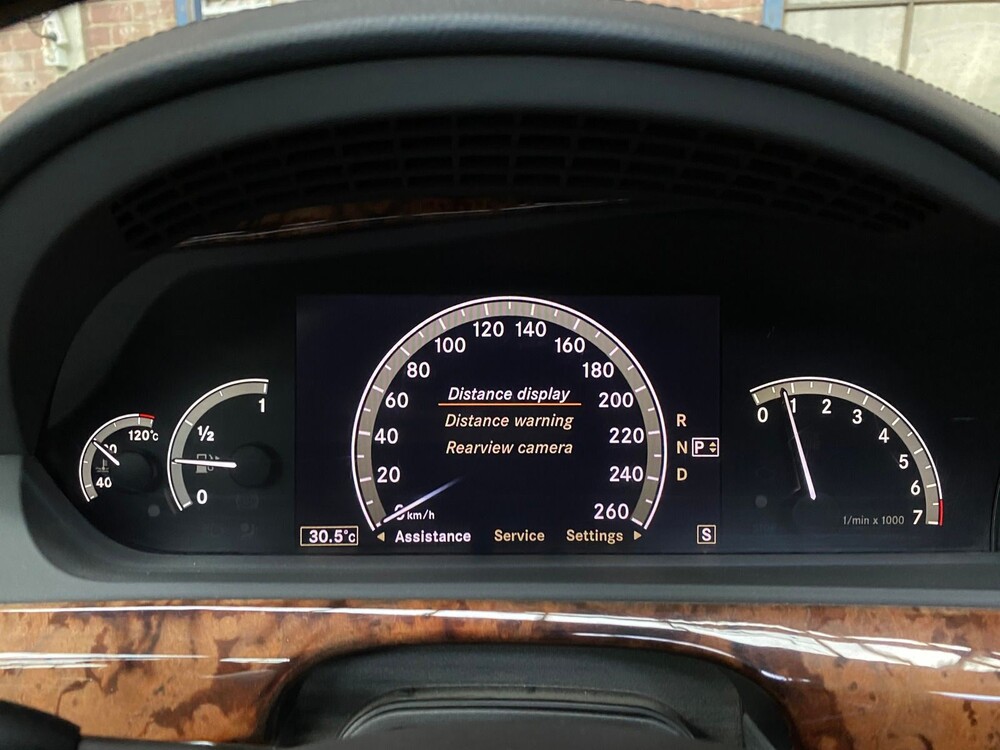 120°c
40
1
½
0
120 140
100 160
80 180
60 200
40 220
20 240
0 km/h 260
Distance display
Distance warning
Rearview camera
R
N P
D
30.5°c
Assistance Service Settings
S
0 1 2 3 4 5 6 7
1/min x 1000